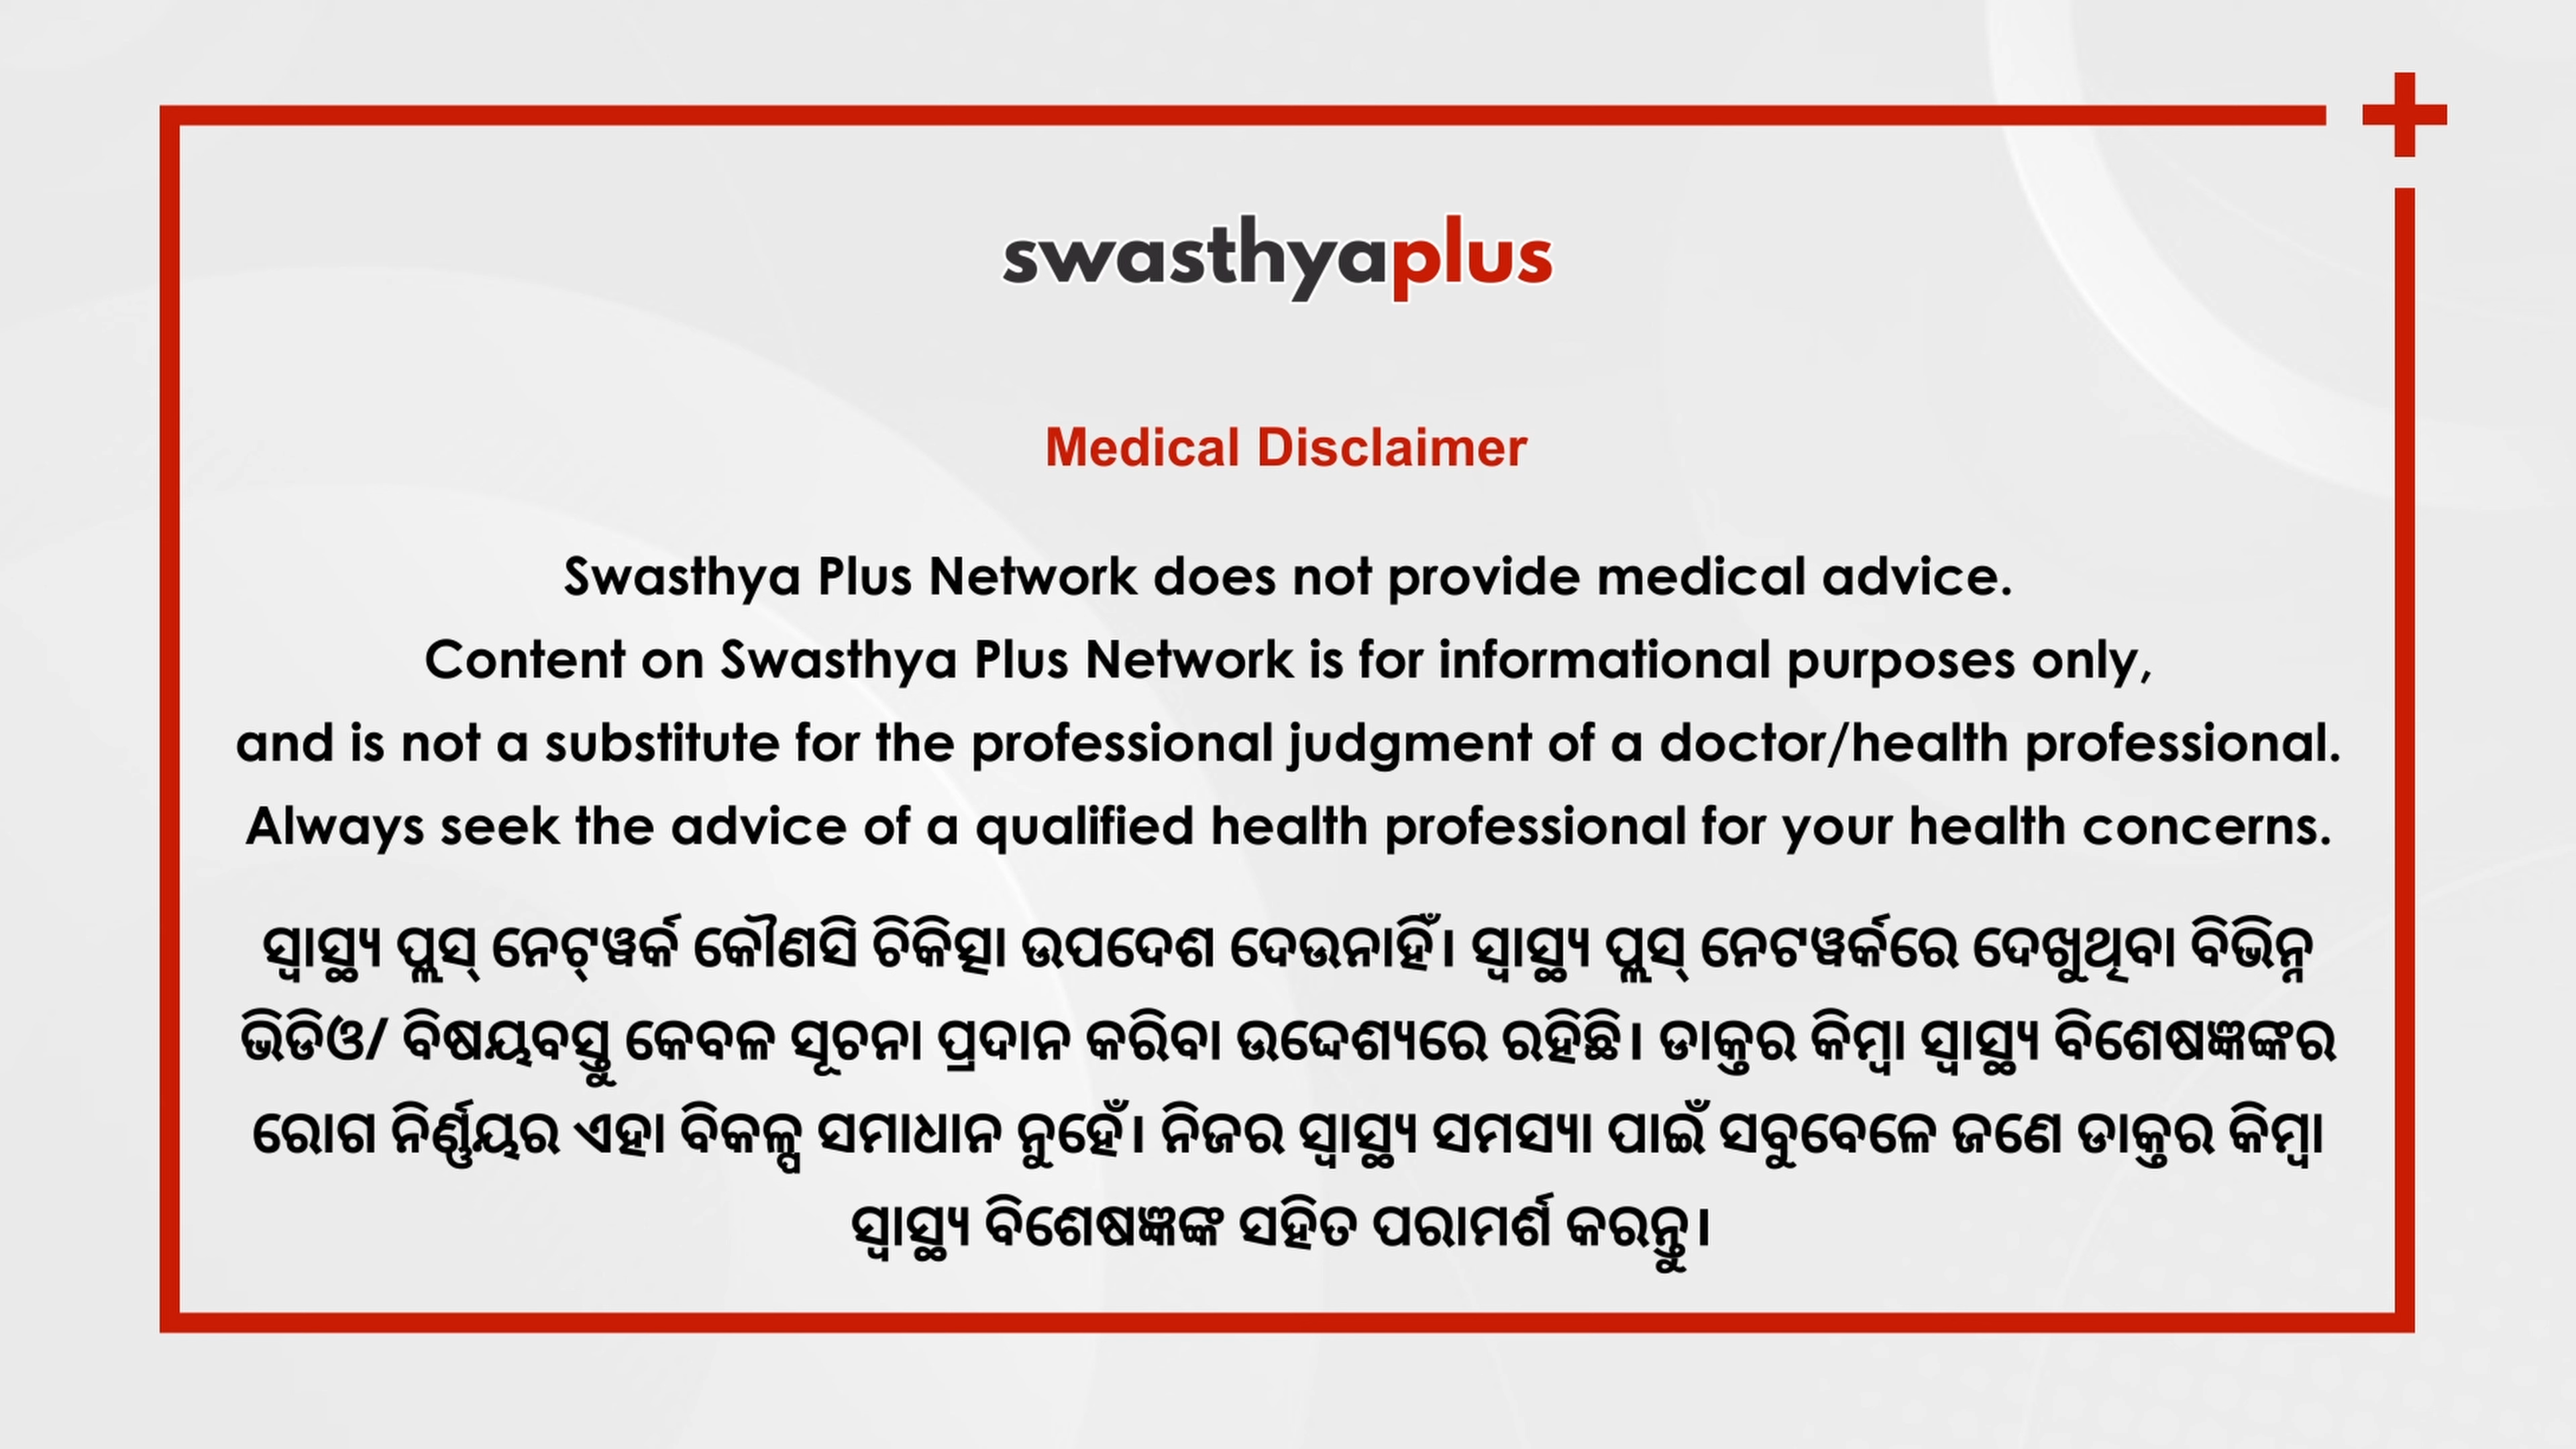 swasthyaplus
Medical Disclaimer
Swasthya Plus Network does not provide medical advice.
Content on Swasthya Plus Network is for informational purposes only,
and is not a substitute for the professional judgment of a doctor/health professional.
Always seek the advice of a qualified health professional for your health concerns.
ସ୍ୱାସ୍ଥ୍ୟ ପ୍ଲସ୍ ନେଟ୍ୱର୍କ କୌଣସି ଚିକିତ୍ସା ଉପଦେଶ ଦେଉନାହିଁ। ସ୍ୱାସ୍ଥ୍ୟ ପ୍ଲସ୍ ନେଟୱର୍କରେ ଦେଖୁଥିବା ବିଭିନ୍ନ
ଭିଡିଓ/ ବିଷୟବସ୍ତୁ କେବଳ ସୂଚନା ପ୍ରଦାନ କରିବା ଉଦ୍ଦେଶ୍ୟରେ ରହିଛି। ଡାକ୍ତର କିମ୍ବା ସ୍ୱାସ୍ଥ୍ୟ ବିଶେଷଜ୍ଞଙ୍କର
ରୋଗ ନିର୍ଣ୍ଣୟର ଏହା ବିକଳ୍ପ ସମାଧାନ ନୁହେଁ। ନିଜର ସ୍ୱାସ୍ଥ୍ୟ ସମସ୍ୟା ପାଇଁ ସବୁବେଳେ ଜଣେ ଡାକ୍ତର କିମ୍ବା
ସ୍ୱାସ୍ଥ୍ୟ ବିଶେଷଜ୍ଞଙ୍କ ସହିତ ପରାମର୍ଶ କରନ୍ତୁ।